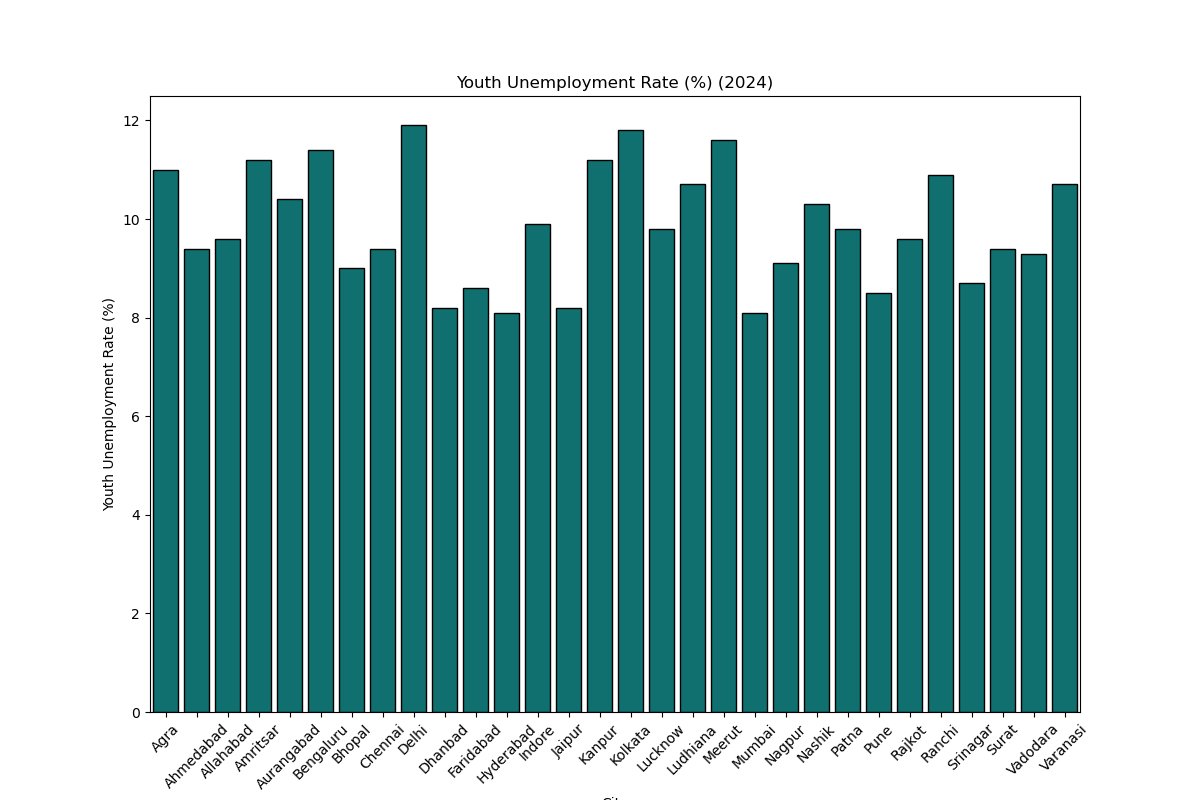 Youth Unemployment Rate (%) (2024)
Youth Unemployment Rate (%)
12
10
8
6
4
2
0
Agra
Ahmedabad
Allahabad
Amritsar
Aurangabad
Bengaluru
Bhopal
Chennai
Delhi
Dhanbad
Faridabad
Hyderabad
Indore
Jaipur
Kanpur
Kolkata
Lucknow
Ludhiana
Meerut
Mumbai
Nagpur
Nashik
Patna
Pune
Rajkot
Ranchi
Srinagar
Surat
Vadodara
Varanasi